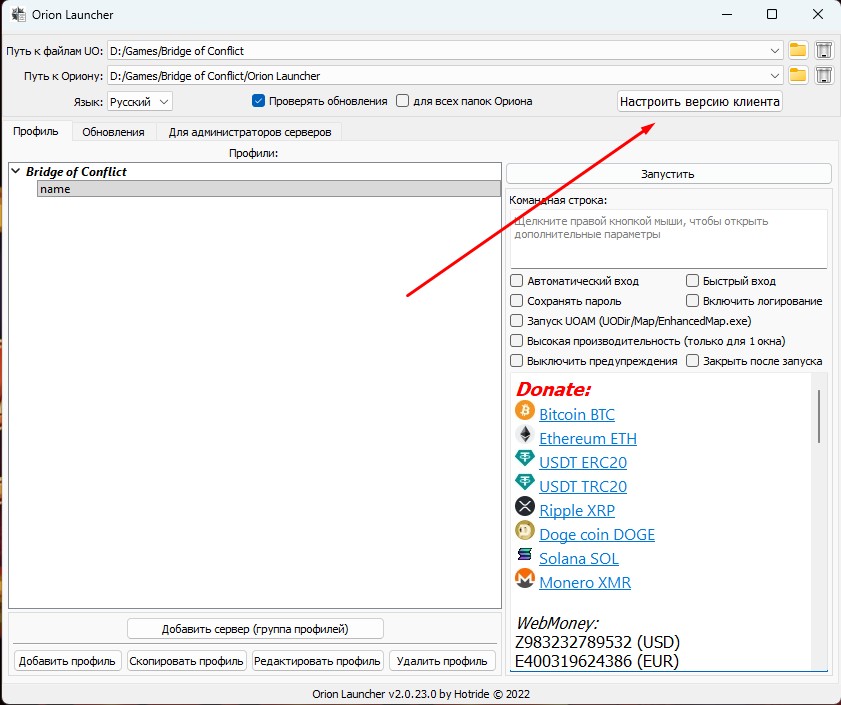 Orion Launcher
Путь к файлам UO: D:/Games/Bridge of Conflict
Путь к Ориону: D:/Games/Bridge of Conflict/Orion Launcher
Язык: Русский Проверять обновления для всех папок Ориона Настроить версию клиента
Профиль Обновления Для администраторов серверов
Профили:
Bridge of Conflict
name
Запустить
Командная строка:
Щелкните правой кнопкой мыши, чтобы открыть
дополнительные параметры
Автоматический вход Быстрый вход
Сохранять пароль Включить логирование
Запуск UOAM (UODir/Map/EnhancedMap.exe)
Высокая производительность (только для 1 окна)
Выключить предупреждения Закрыть после запуска
Donate:
Bitcoin BTC
Ethereum ETH
USDT ERC20
USDT TRC20
Ripple XRP
Doge coin DOGE
Solana SOL
Monero XMR
WebMoney:
Z983232789532 (USD)
E400319624386 (EUR)
Добавить сервер (группа профилей)
Добавить профиль Скопировать профиль Редактировать профиль Удалить профиль
Orion Launcher v2.0.23.0 by Hotride © 2022